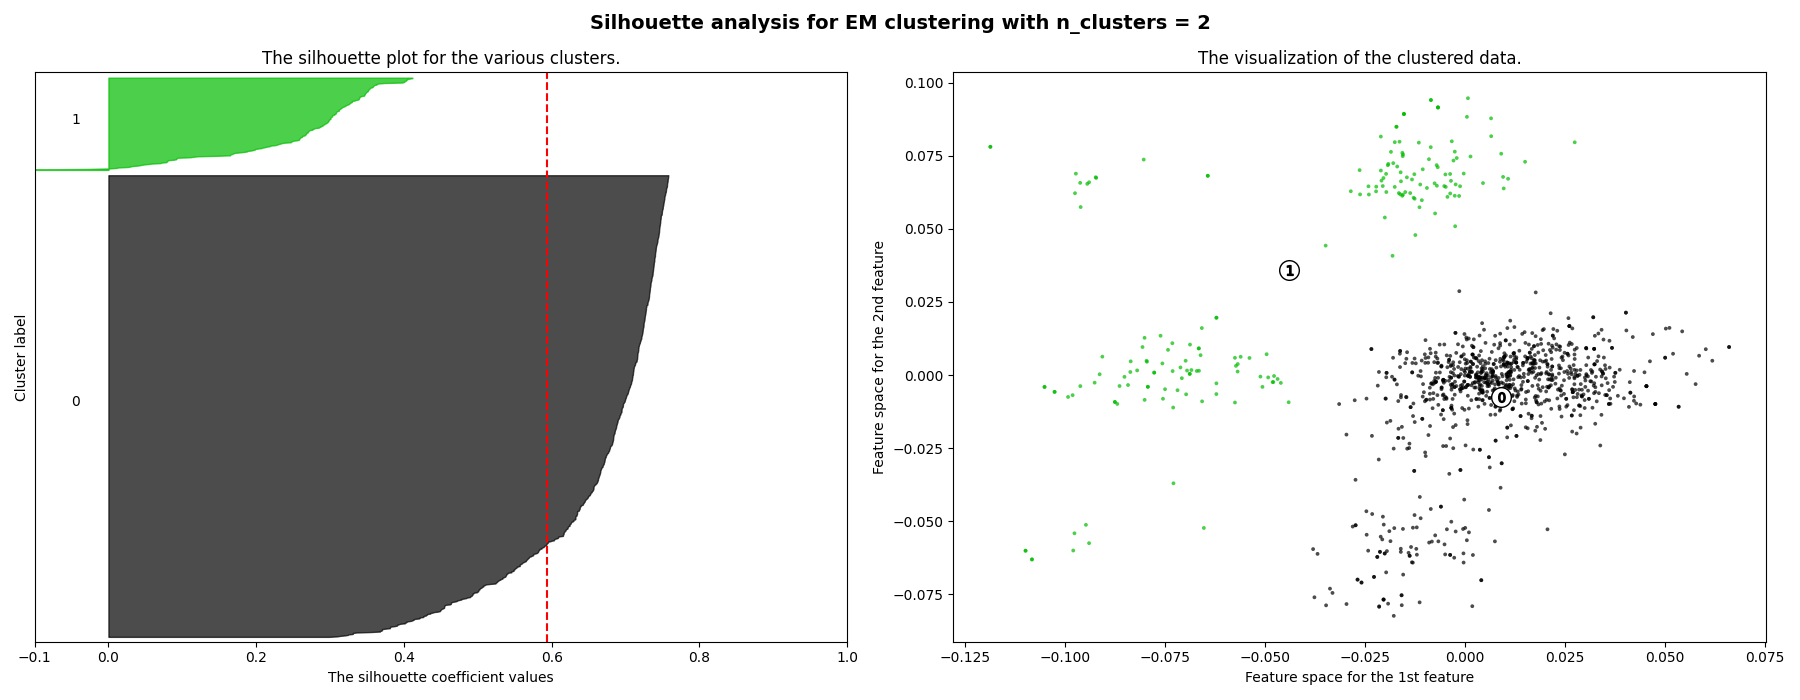 Silhouette analysis for EM clustering with n_clusters = 2
The silhouette plot for the various clusters.
Cluster label
1
0
−0.1 0.0 0.2 0.4 0.6 0.8 1.0
The silhouette coefficient values
The visualization of the clustered data.
Feature space for the 2nd feature
0.100
0.075
0.050
0.025
0.000
−0.025
−0.050
−0.075
1
0
−0.125 −0.100 −0.075 −0.050 −0.025 0.000 0.025 0.050 0.075
Feature space for the 1st feature